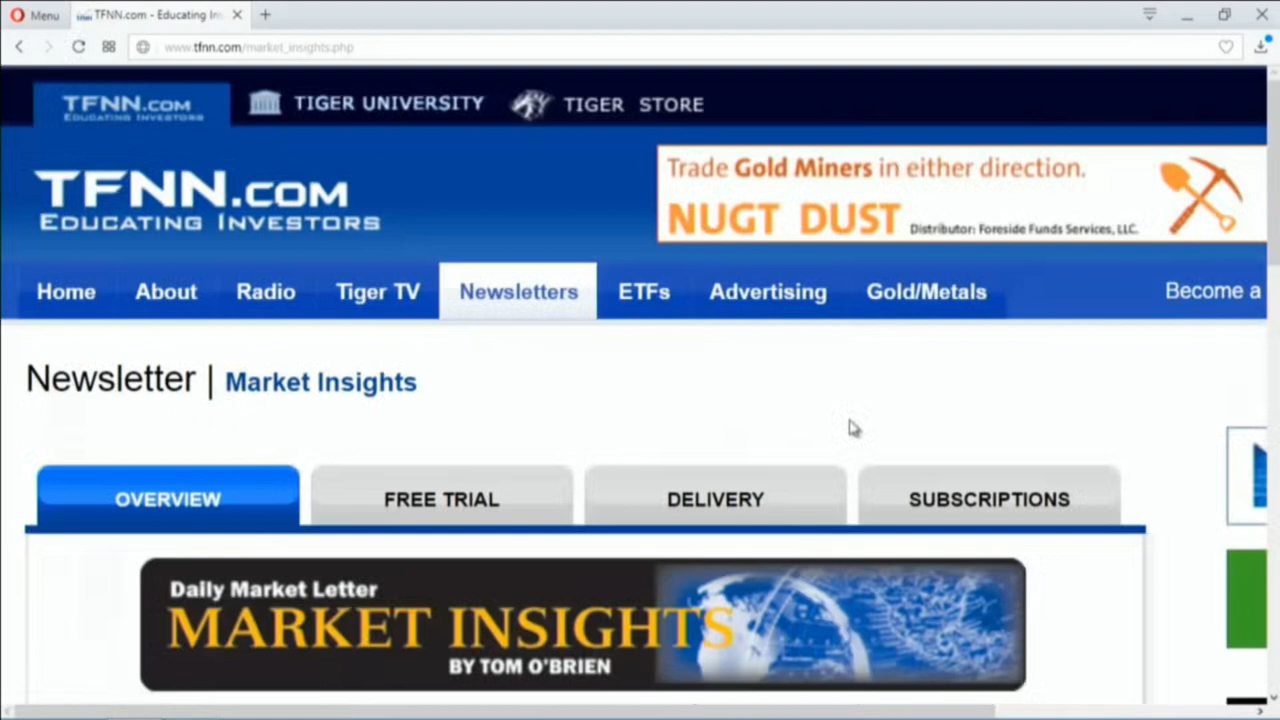 Menu
TFNN.com - Educating In
www.tfnn.com/market_insights.php
TFNN.COM
EDUCATING INVESTORS
TIGER UNIVERSITY
TIGER STORE
TFNN.COM
EDUCATING INVESTORS
Trade Gold Miners in either direction.
NUGT DUST Distributor: Foreside Funds Services, LLC.
Home About Radio Tiger TV Newsletters ETFs Advertising Gold/Metals Become a
Newsletter | Market Insights
OVERVIEW FREE TRIAL DELIVERY SUBSCRIPTIONS
Daily Market Letter
MARKET INSIGHTS
BY TOM O'BRIEN